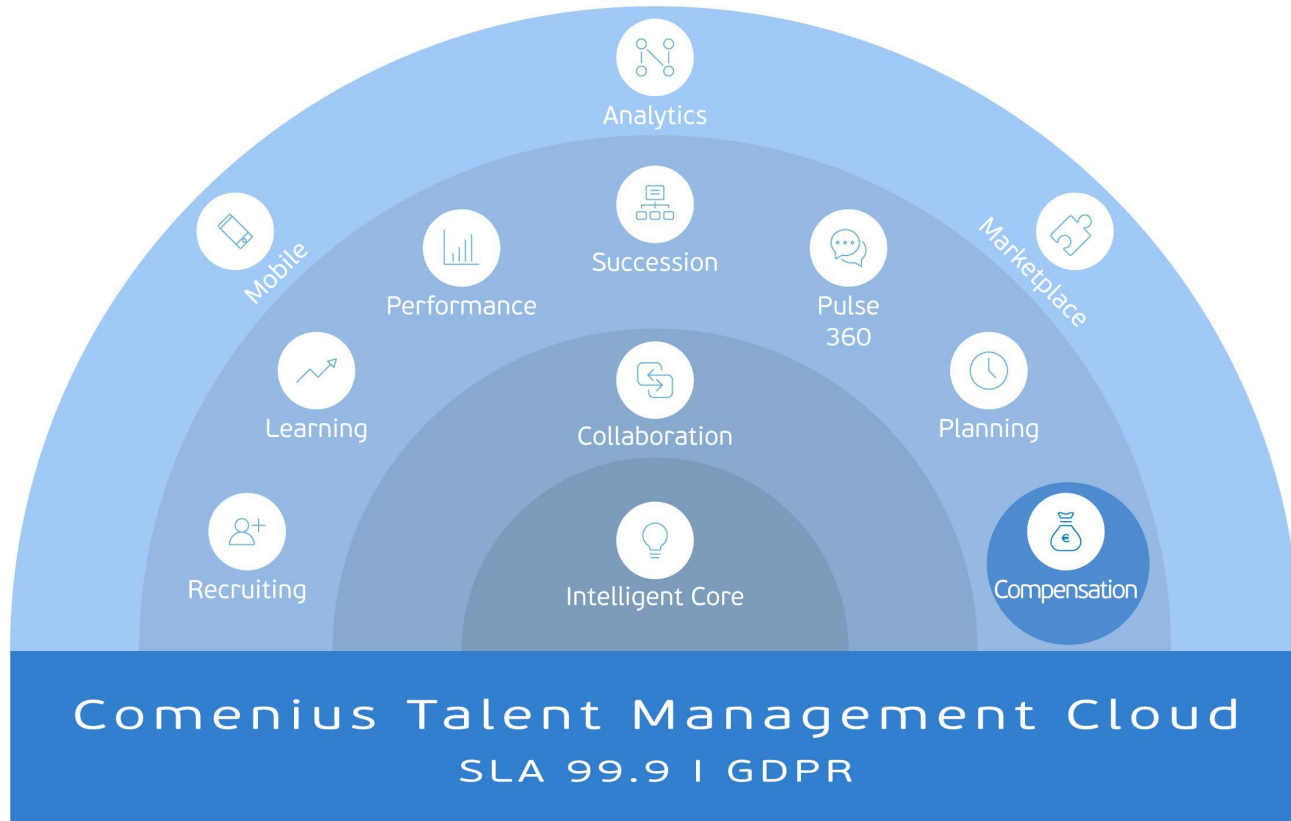 Analytics
Mobile
Marketplace
Succession
Performance
Pulse
360
Learning
Collaboration
Planning
Recruiting
Intelligent Core
€
Compensation
Comenius Talent Management Cloud
SLA 99.9 I GDPR